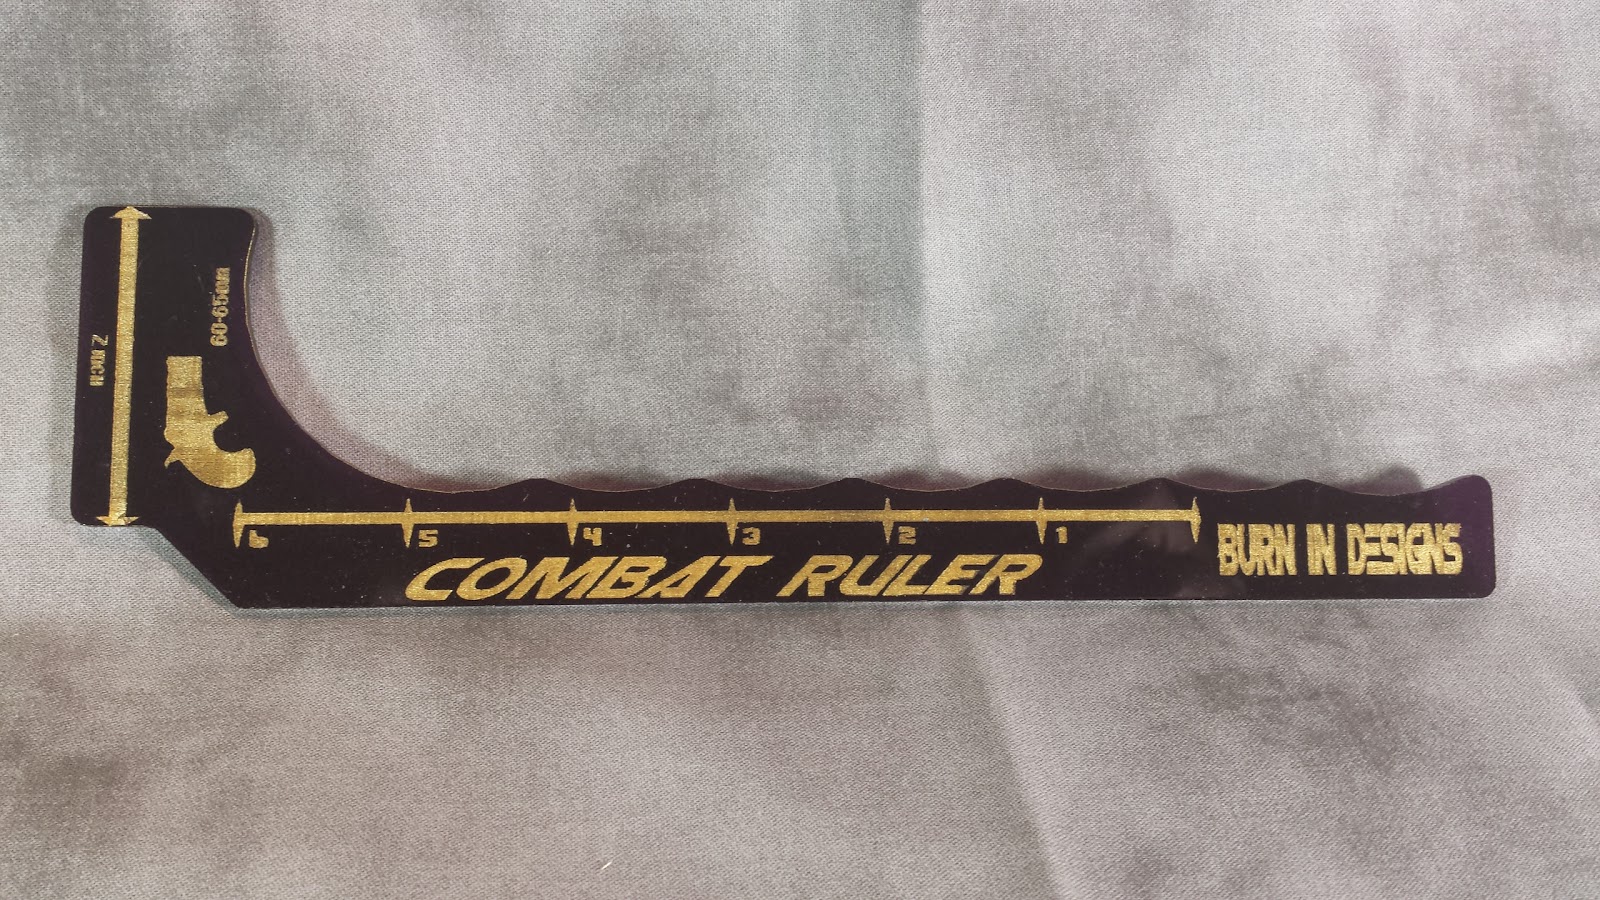 2 INCH
60-65mm
6 5 4 3 2 1
COMBAT RULER
BURN IN DESIGNS